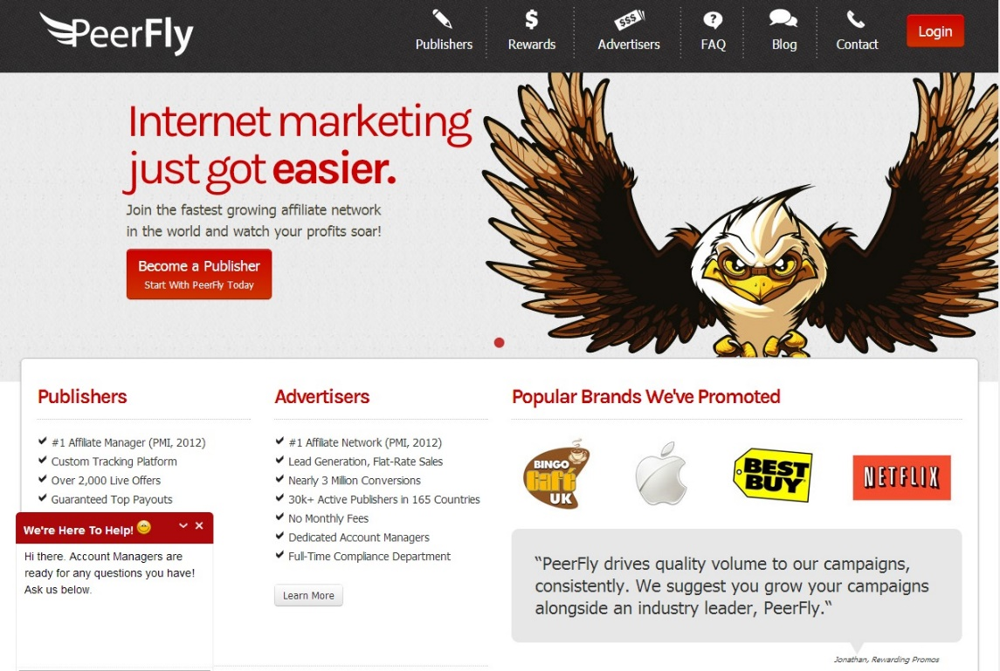 PeerFly
Publishers
Rewards
Advertisers
FAQ
Blog
Contact
Login
Internet marketing
just got easier.
Join the fastest growing affiliate network
in the world and watch your profits soar!
Become a Publisher
Start With PeerFly Today
Publishers
#1 Affiliate Manager (PMI, 2012)
Custom Tracking Platform
Over 2,000 Live Offers
Guaranteed Top Payouts
We're Here To Help!
Hi there. Account Managers are
ready for any questions you have!
Ask us below.
Advertisers
#1 Affiliate Network (PMI, 2012)
Lead Generation, Flat-Rate Sales
Nearly 3 Million Conversions
30k+ Active Publishers in 165 Countries
No Monthly Fees
Dedicated Account Managers
Full-Time Compliance Department
Learn More
Popular Brands We've Promoted
BINGO
Café
UK
BEST
BUY
NETFLIX
“PeerFly drives quality volume to our campaigns,
consistently. We suggest you grow your campaigns
alongside an industry leader, PeerFly.“
Jonathan, Rewarding Promos